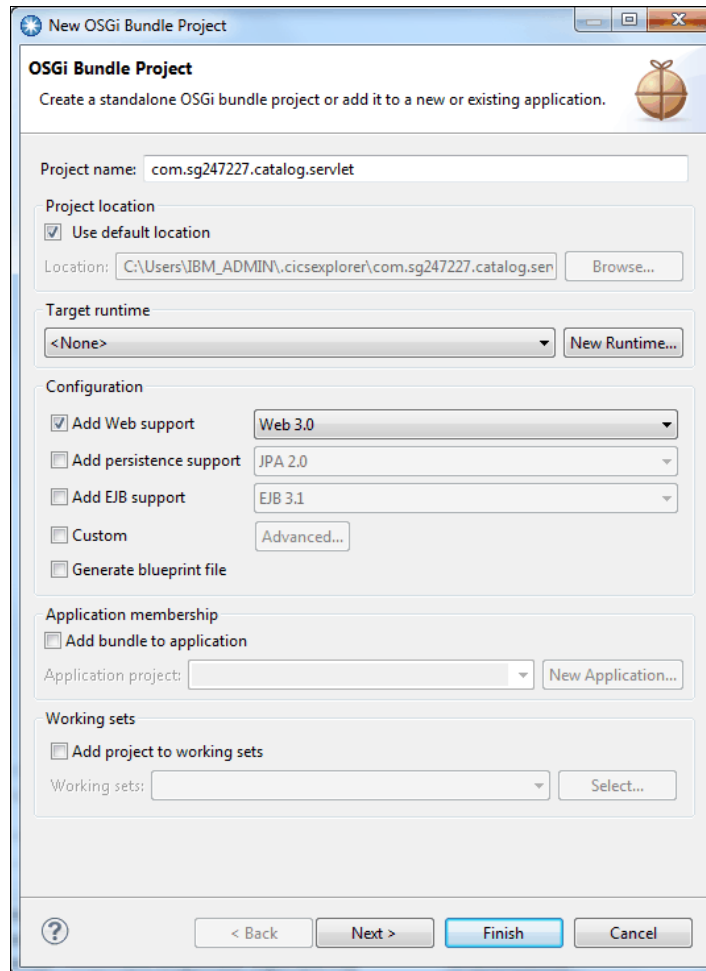 New OSGi Bundle Project
OSGi Bundle Project
Create a standalone OSGi bundle project or add it to a new or existing application.
Project name: com.sg247227.catalog.servlet
Project location
Use default location
Location: C:\Users\IBM_ADMIN\.cicsexplorer\com.sg247227.catalog.ser Browse...
Target runtime
<None> New Runtime...
Configuration
Add Web support Web 3.0
Add persistence support JPA 2.0
Add EJB support EJB 3.1
Custom Advanced...
Generate blueprint file
Application membership
Add bundle to application
Application project: New Application...
Working sets
Add project to working sets
Working sets: Select...
? < Back Next > Finish Cancel